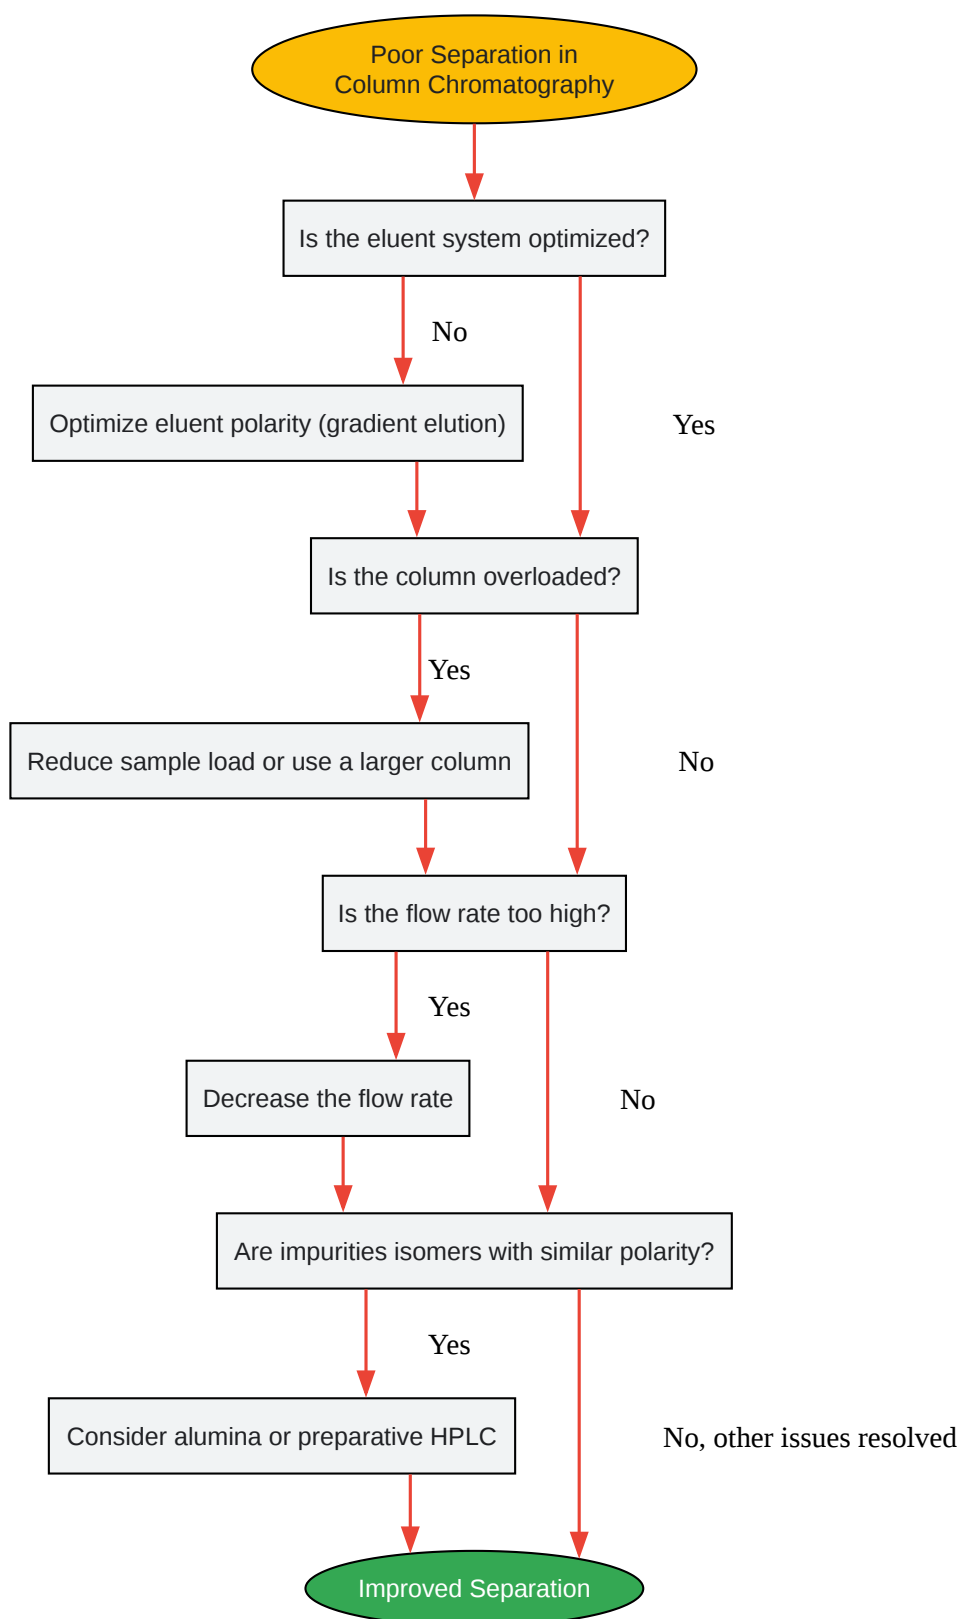 Poor Separation in
Column Chromatography
Is the eluent system optimized?
No
Optimize eluent polarity (gradient elution)
Yes
Is the column overloaded?
Yes
Reduce sample load or use a larger column
No
Is the flow rate too high?
Yes
Decrease the flow rate
No
Are impurities isomers with similar polarity?
Yes
Consider alumina or preparative HPLC
No, other issues resolved
Improved Separation